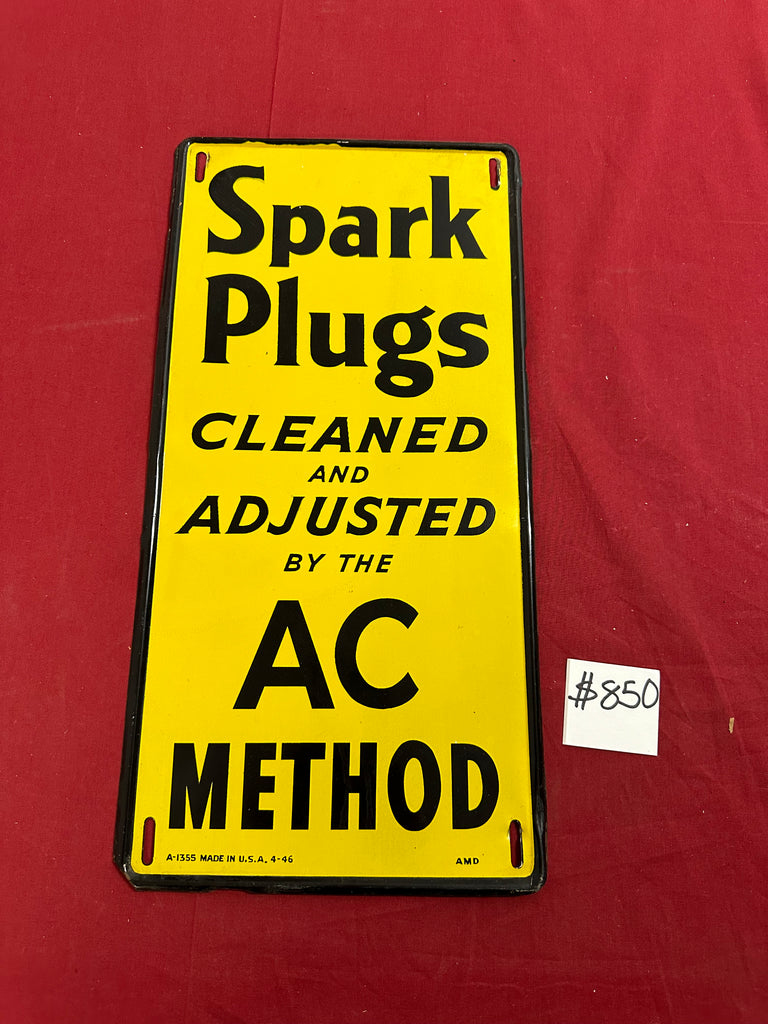 Spark
Plugs
CLEANED
AND
ADJUSTED
BY THE
AC
METHOD
A-1355 MADE IN U.S.A. 4-46 AMD
$850